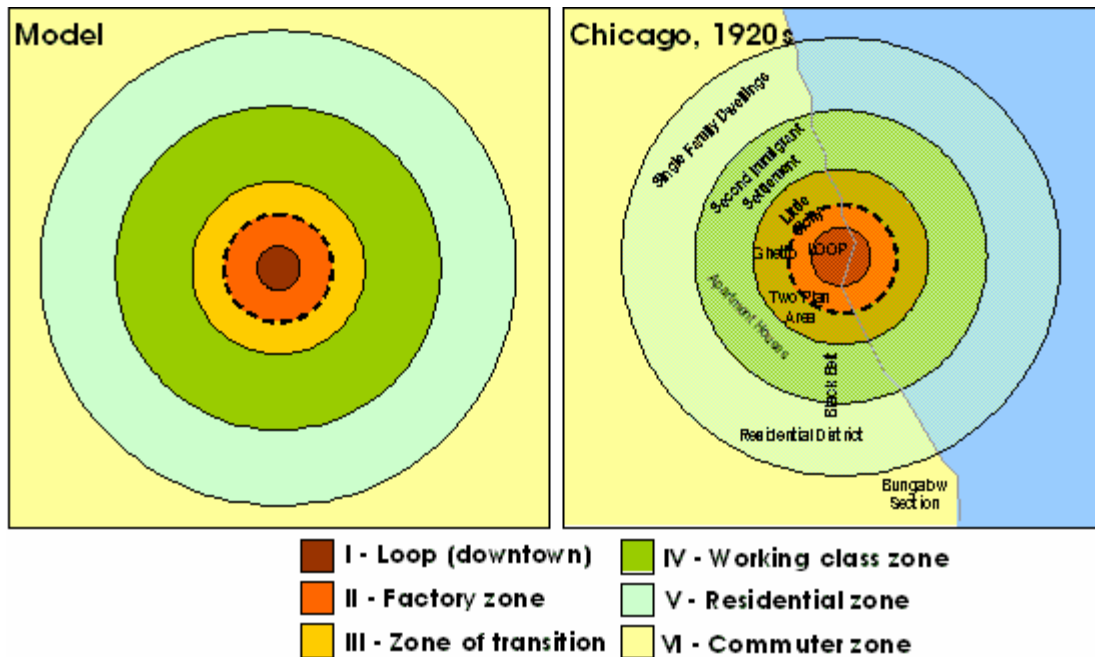 Model
Chicago, 1920s
Single Family Dwellings
Second Immigrant
Settlement
Little
Sicily
Ghetto
LOOP
Two Plan
Area
Apartment Houses
Black Belt
Residential District
Bungalow
Section
I - Loop (downtown)
II - Factory zone
III - Zone of transition
IV - Working class zone
V - Residential zone
VI - Commuter zone